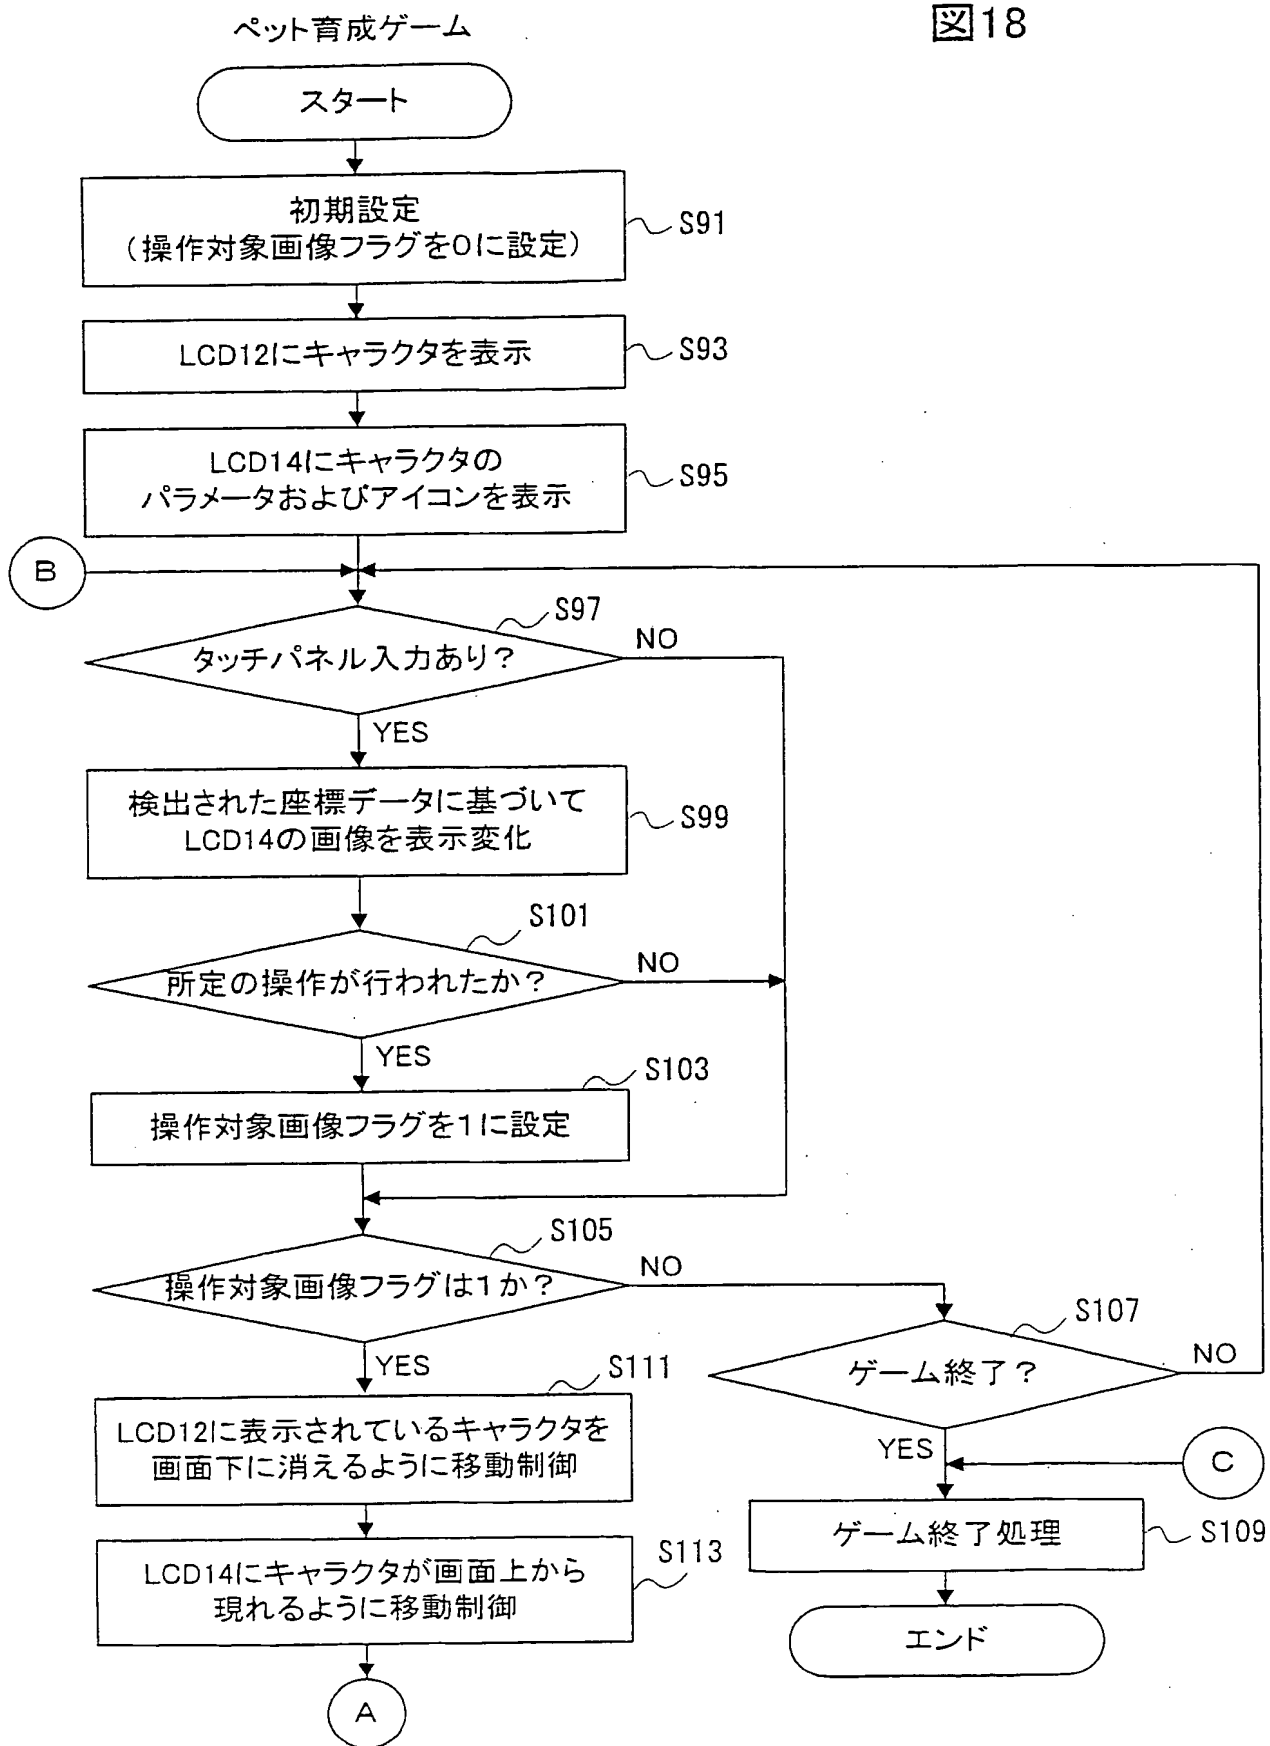 ペット育成ゲーム
図18
スタート
初期設定
(操作対象画像フラグを0に設定)
S91
LCD12にキャラクタを表示
S93
LCD14にキャラクタの
パラメータおよびアイコンを表示
S95
B
S97
タッチパネル入力あり?
NO
YES
検出された座標データに基づいて
LCD14の画像を表示変化
S99
S101
所定の操作が行われたか?
NO
YES
S103
操作対象画像フラグを1に設定
S105
操作対象画像フラグは1か?
NO
S107
ゲーム終了?
NO
YES
S111
LCD12に表示されているキャラクタを
画面下に消えるように移動制御
YES
C
ゲーム終了処理
S109
S113
LCD14にキャラクタが画面上から
現れるように移動制御
エンド
A